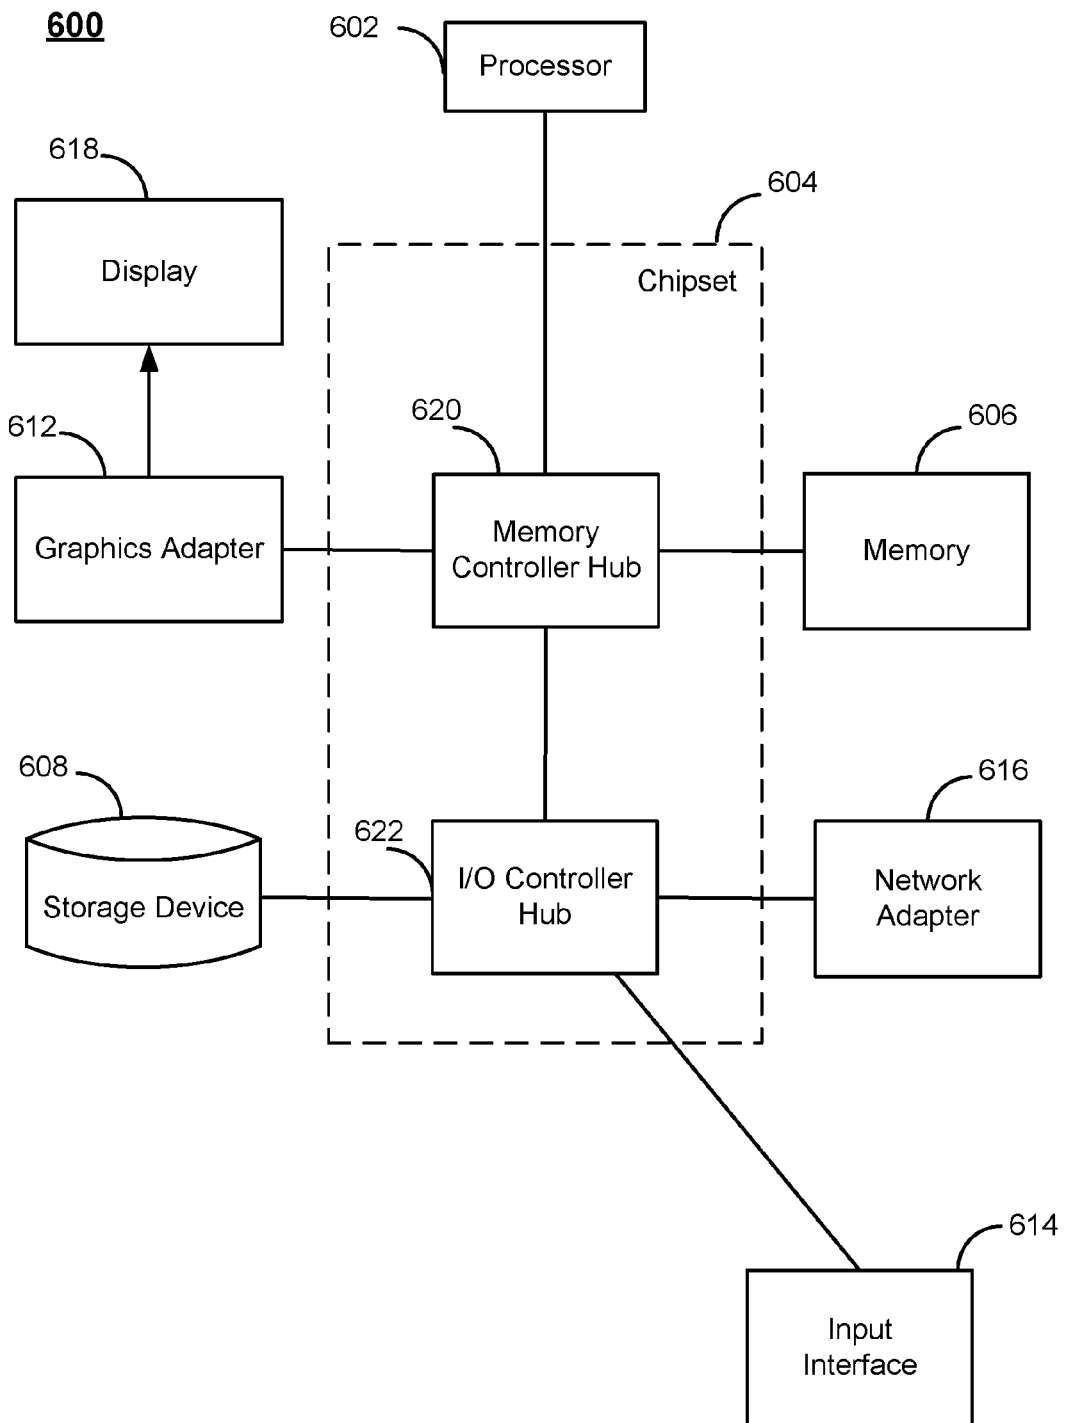 600
602
Processor
618
604
Display
Chipset
620
606
612
Memory
Controller Hub
Graphics Adapter
Memory
608
616
622
I/O Controller
Hub
Storage Device
Network
Adapter
614
Input
Interface